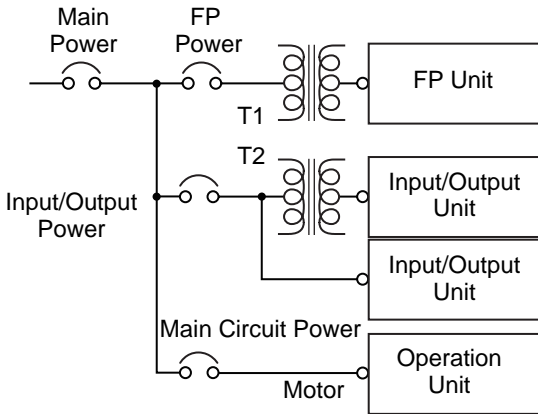 Main
Power
FP
Power
FP Unit
T1
T2
Input/Output
Power
Input/Output
Unit
Input/Output
Unit
Main Circuit Power
Motor
Operation
Unit